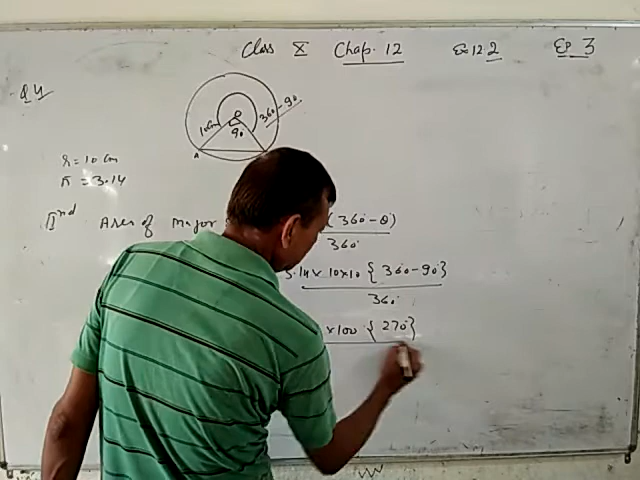 Class X Chap. 12 Ex 12.2 Ep 3
Q 4
10cm
360-90
O
90
A
r = 10 cm
π = 3.14
IInd Area of major (360°-θ)
360°
3.14 × 10×10 { 360°-90° }
360°
×100 { 270° }